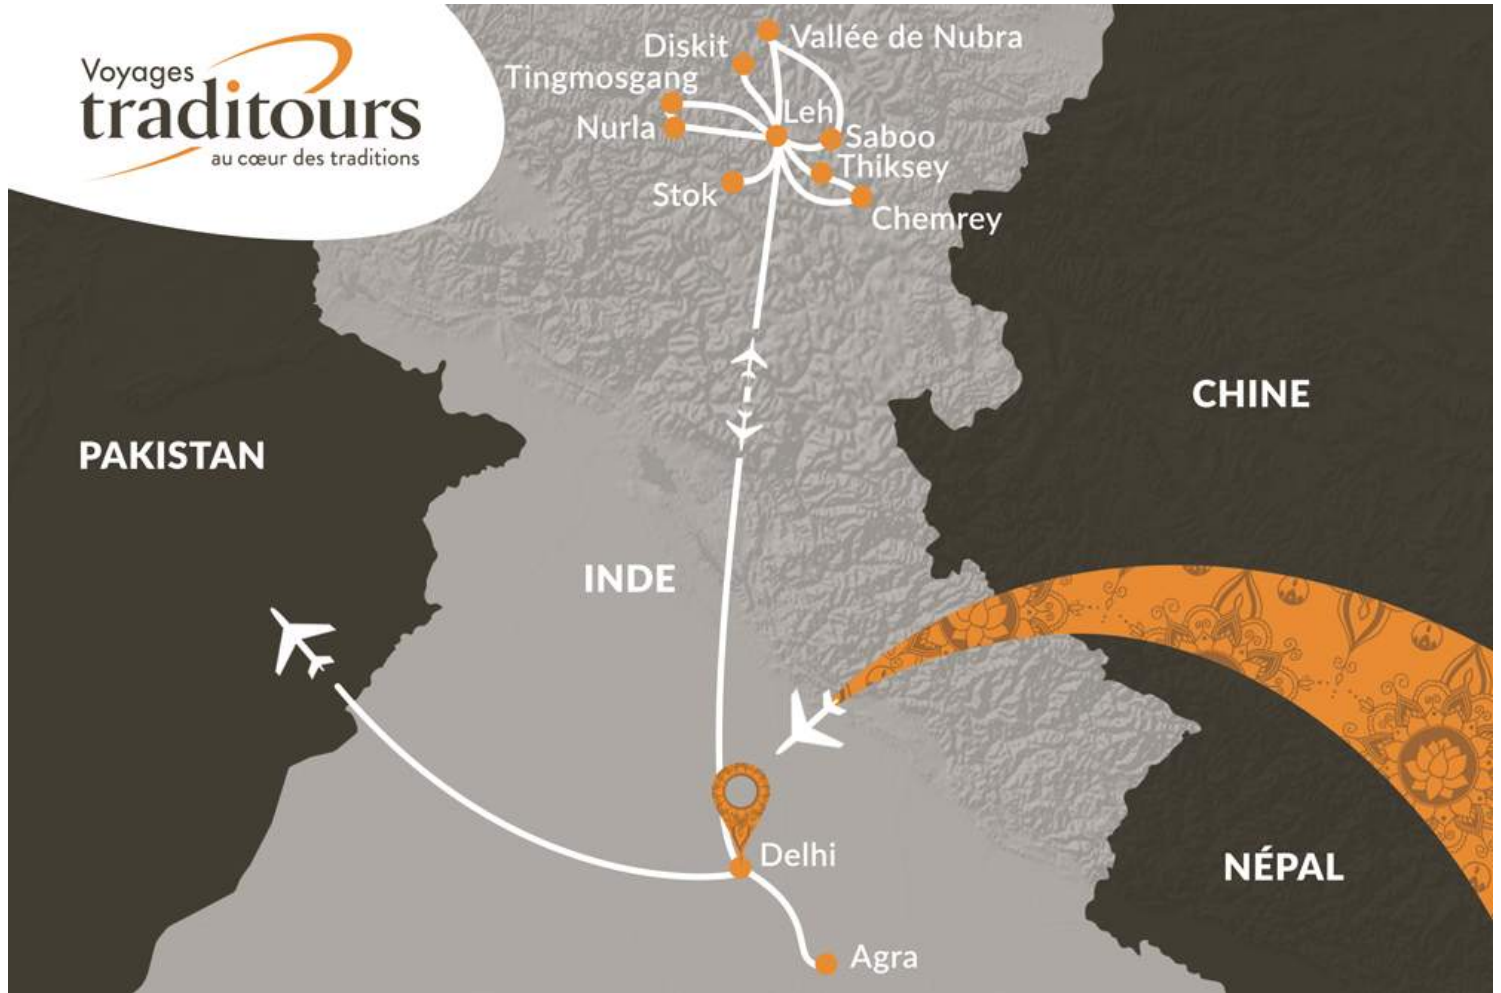 Voyages
traditours
au cœur des traditions
Vallée de Nubra
Diskit
Tingmosgang
Nurla
Leh
Saboo
Thiksey
Stok
Chemrey
CHINE
PAKISTAN
INDE
Delhi
NÉPAL
Agra